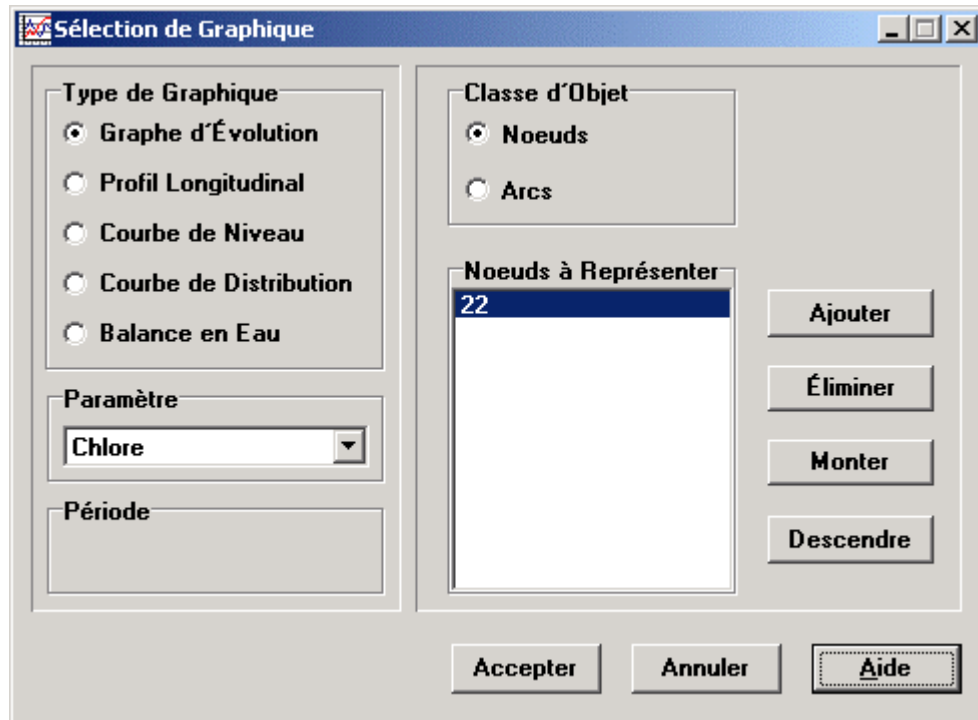 Sélection de Graphique
Type de Graphique
Graphe d´Évolution
Profil Longitudinal
Courbe de Niveau
Courbe de Distribution
Balance en Eau
Paramètre
Chlore
Période
Classe d´Objet
Noeuds
Arcs
Noeuds à Représenter
22
Ajouter
Éliminer
Monter
Descendre
Accepter
Annuler
Aide